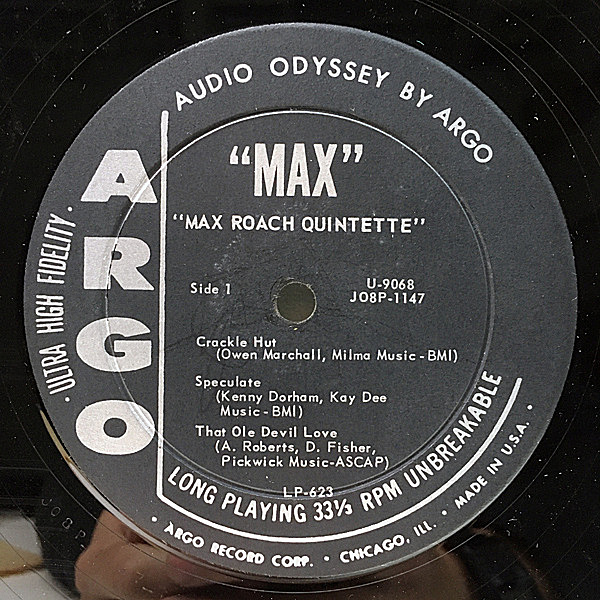 AUDIO ODYSSEY BY ARGO
ARGO
· ULTRA HIGH FIDELITY ·
“MAX”
“MAX ROACH QUINTETTE”
Side 1
U-9068
JO8P-1147
Crackle Hut
(Owen Marchall, Milma Music - BMI)
Speculate
(Kenny Dorham, Kay Dee
Music - BMI)
That Ole Devil Love
(A. Roberts, D. Fisher,
Pickwick Music-ASCAP)
LP-623
LONG PLAYING 33⅓ RPM UNBREAKABLE
· ARGO RECORD CORP. · CHICAGO, ILL. · MADE IN U.S.A. ·
JO8P